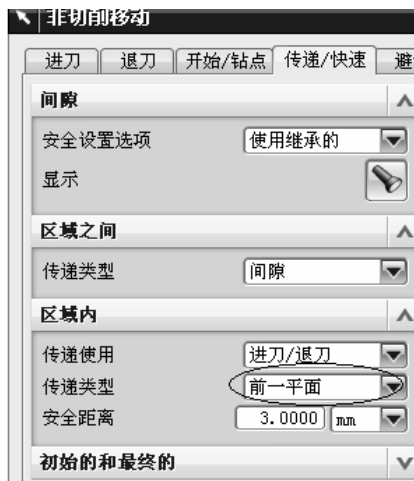 非切削移动
进刀 退刀 开始/钻点 传递/快速 避
间隙
安全设置选项 使用继承的
显示
区域之间
传递类型 间隙
区域内
传递使用 进刀/退刀
传递类型 前一平面
安全距离 3.0000 mm
初始的和最终的